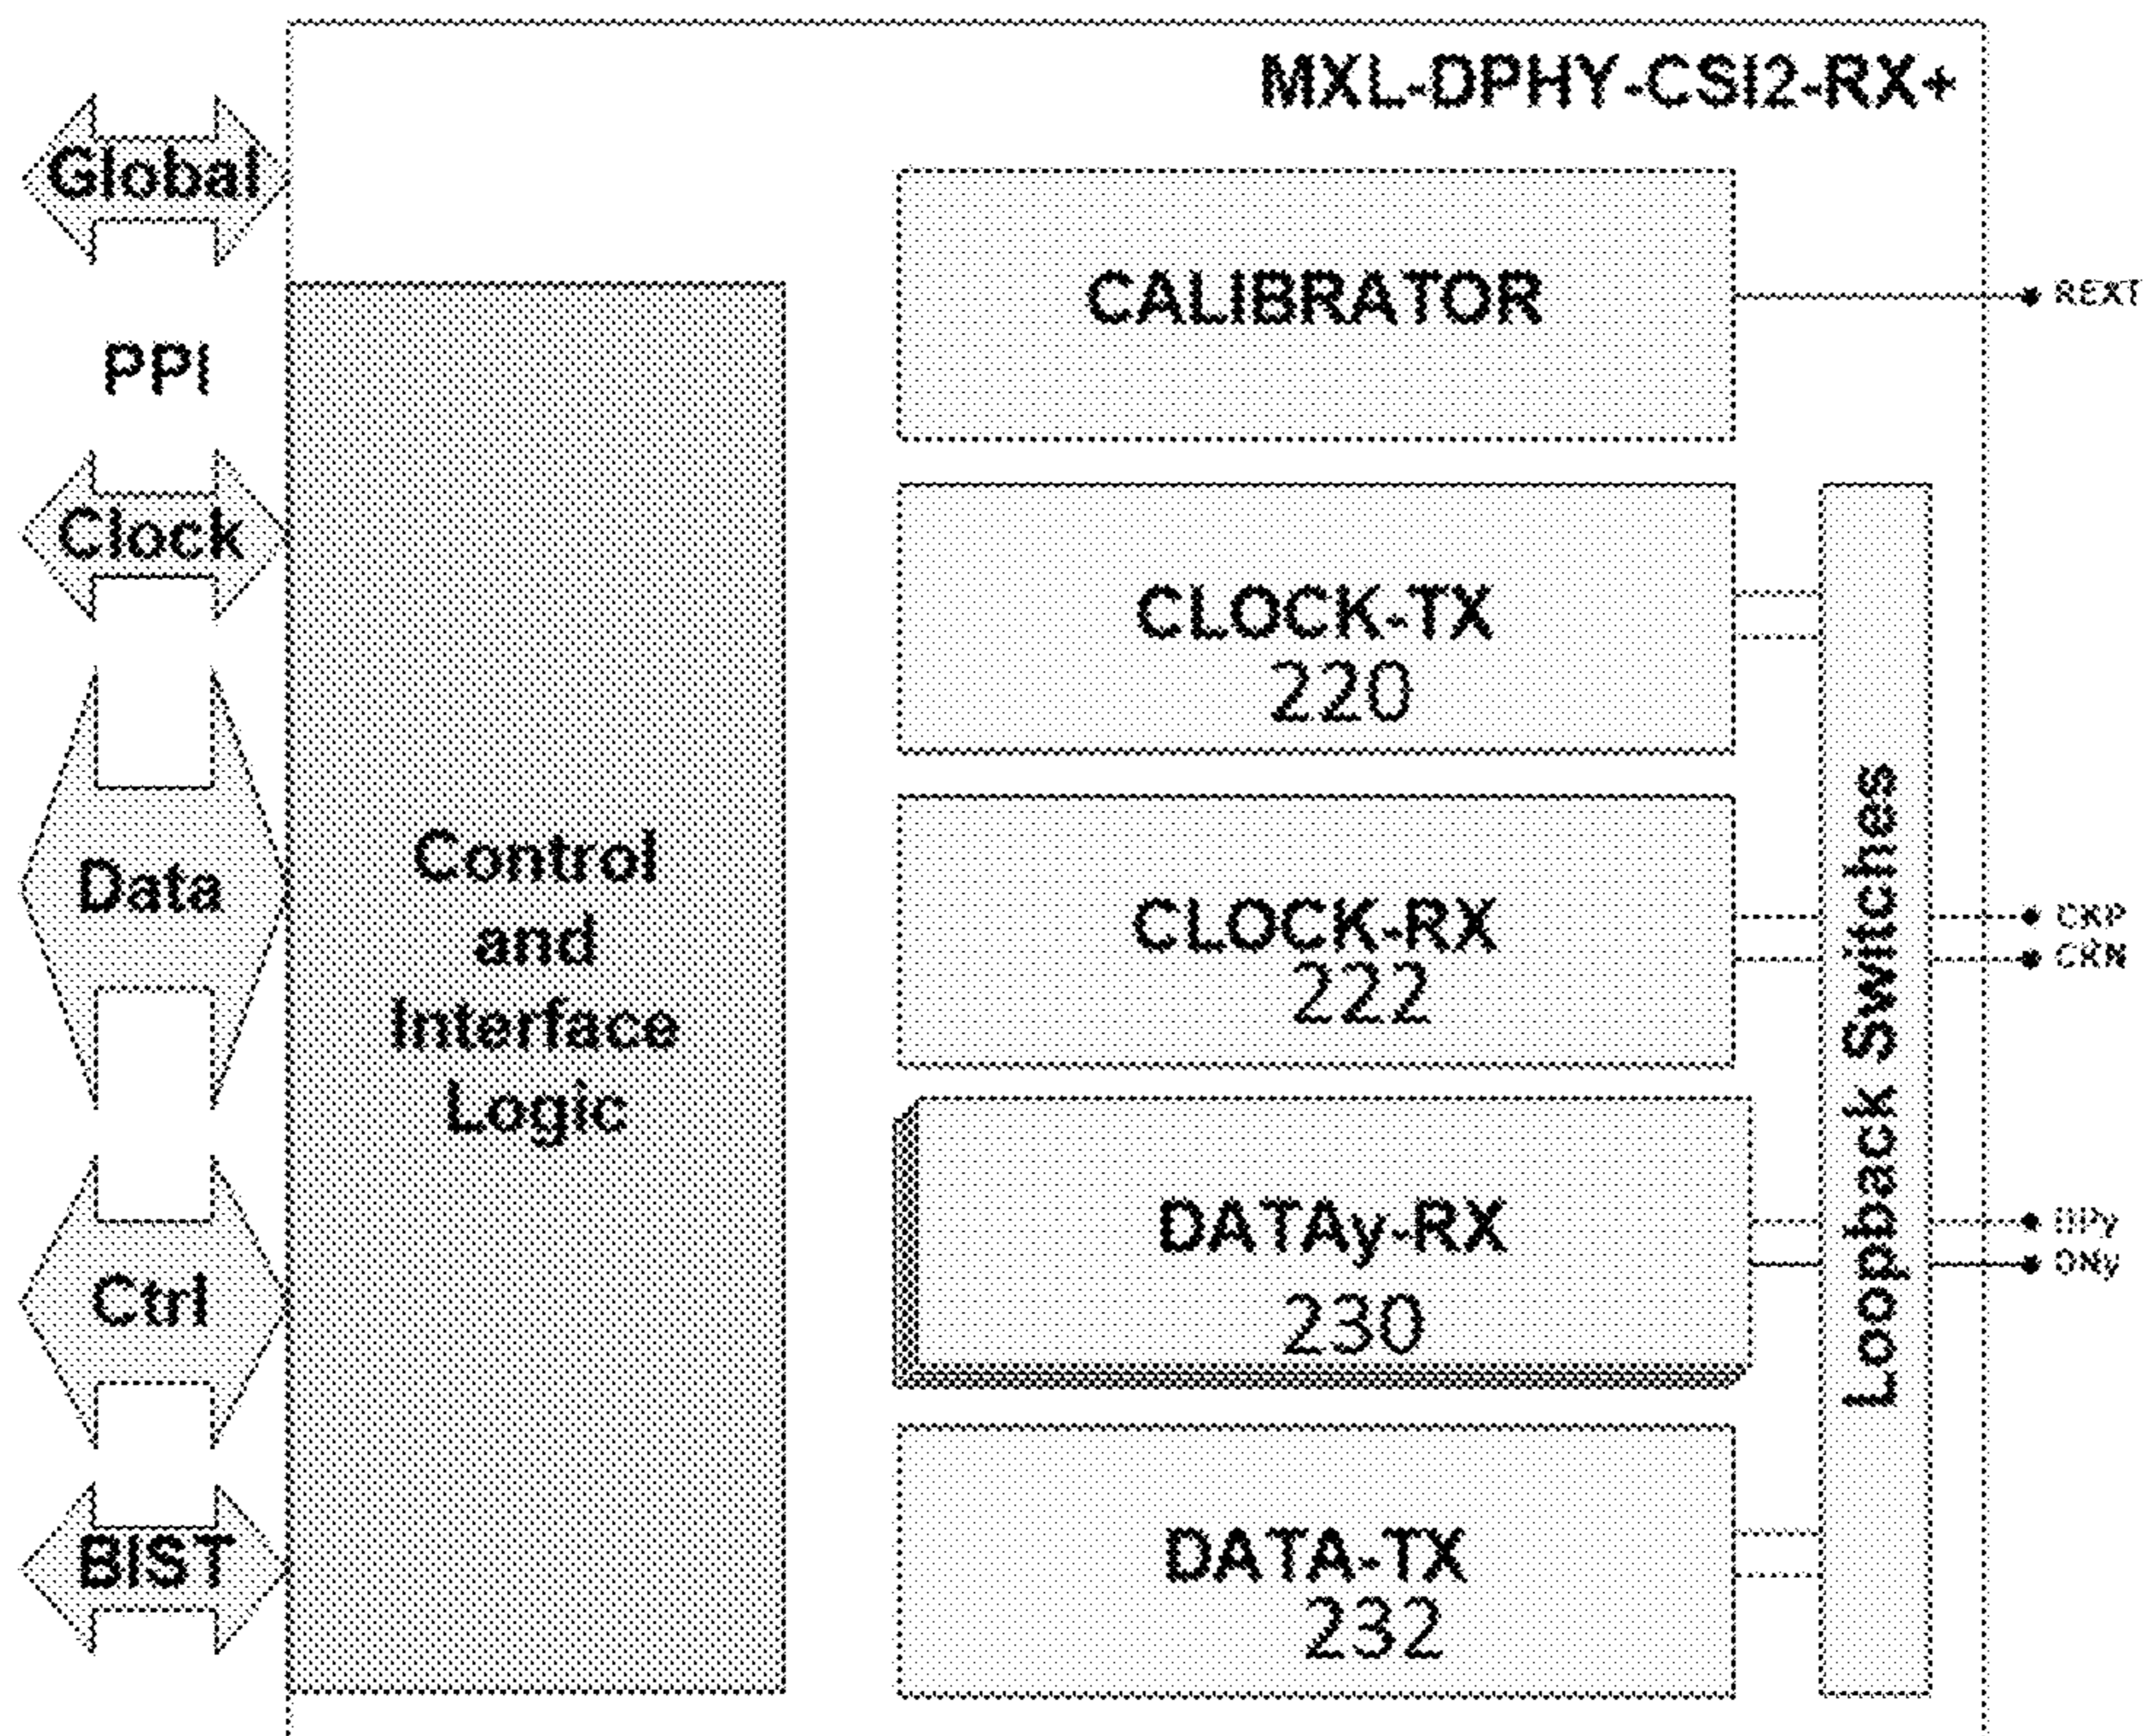 MXL-DPHY-CSI2-RX+
Global
PPI
Clock
Data
Ctrl
BIST
Control
and
Interface
Logic
CALIBRATOR
CLOCK-TX
220
CLOCK-RX
222
DATAy-RX
230
DATA-TX
232
Loopback Switches
REXT
CKP
DNy